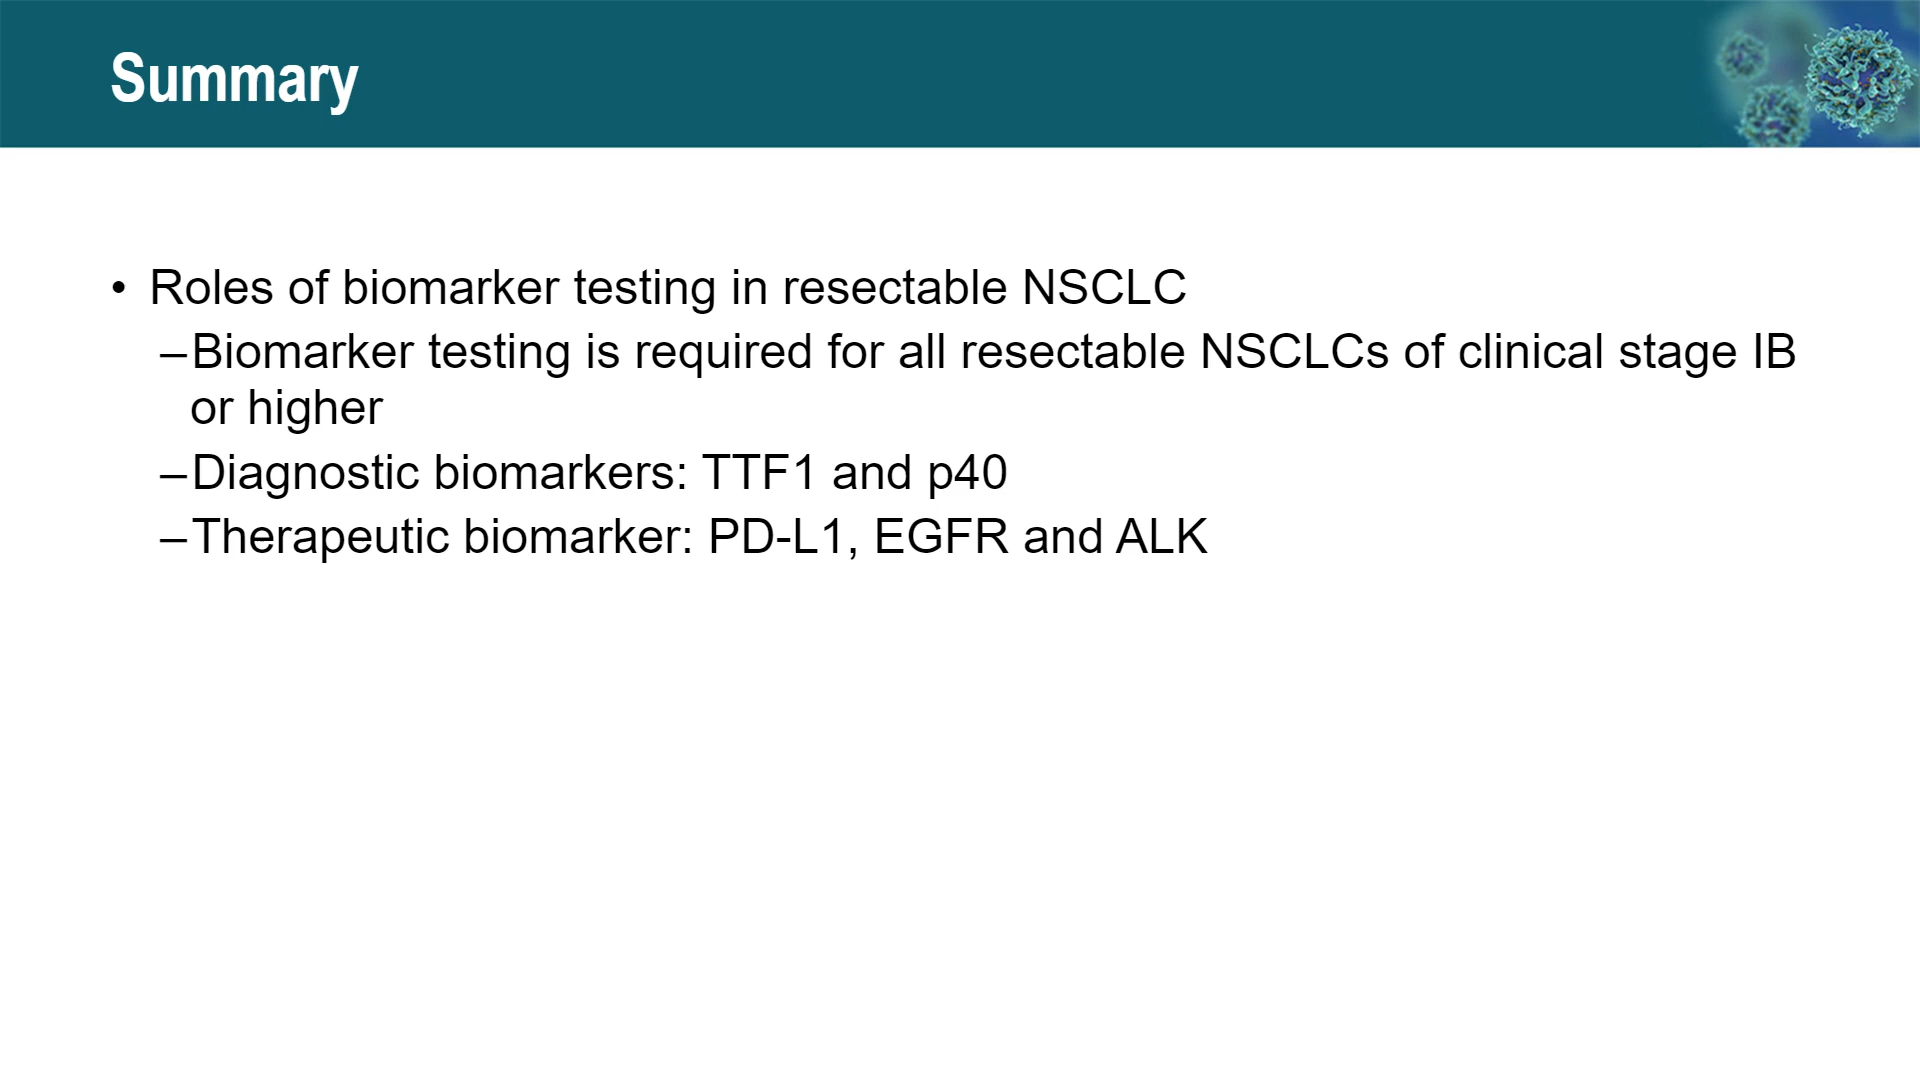 Summary
• Roles of biomarker testing in resectable NSCLC
–Biomarker testing is required for all resectable NSCLCs of clinical stage IB
or higher
–Diagnostic biomarkers: TTF1 and p40
–Therapeutic biomarker: PD-L1, EGFR and ALK